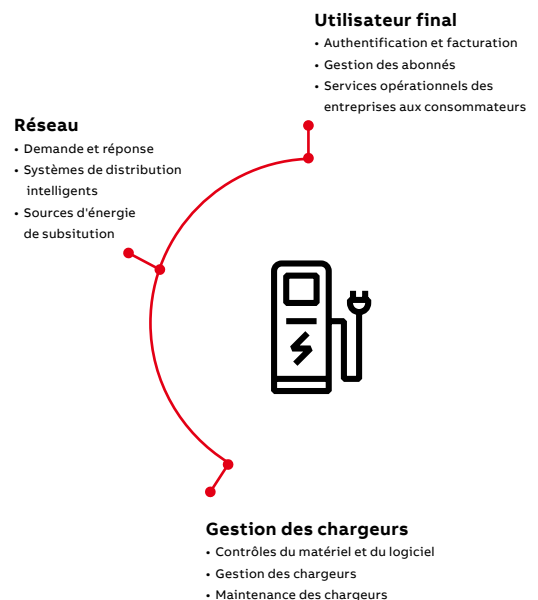 Utilisateur final
• Authentification et facturation
• Gestion des abonnés
• Services opérationnels des
entreprises aux consommateurs
Réseau
• Demande et réponse
• Systèmes de distribution
intelligents
• Sources d'énergie
de subsitution
Gestion des chargeurs
• Contrôles du matériel et du logiciel
• Gestion des chargeurs
• Maintenance des chargeurs